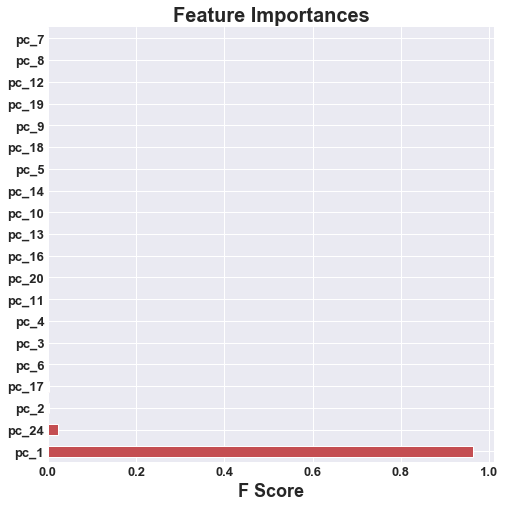 Feature Importances
pc_7
pc_8
pc_12
pc_19
pc_9
pc_18
pc_5
pc_14
pc_10
pc_13
pc_16
pc_20
pc_11
pc_4
pc_3
pc_6
pc_17
pc_2
pc_24
pc_1
0.0 0.2 0.4 0.6 0.8 1.0
F Score